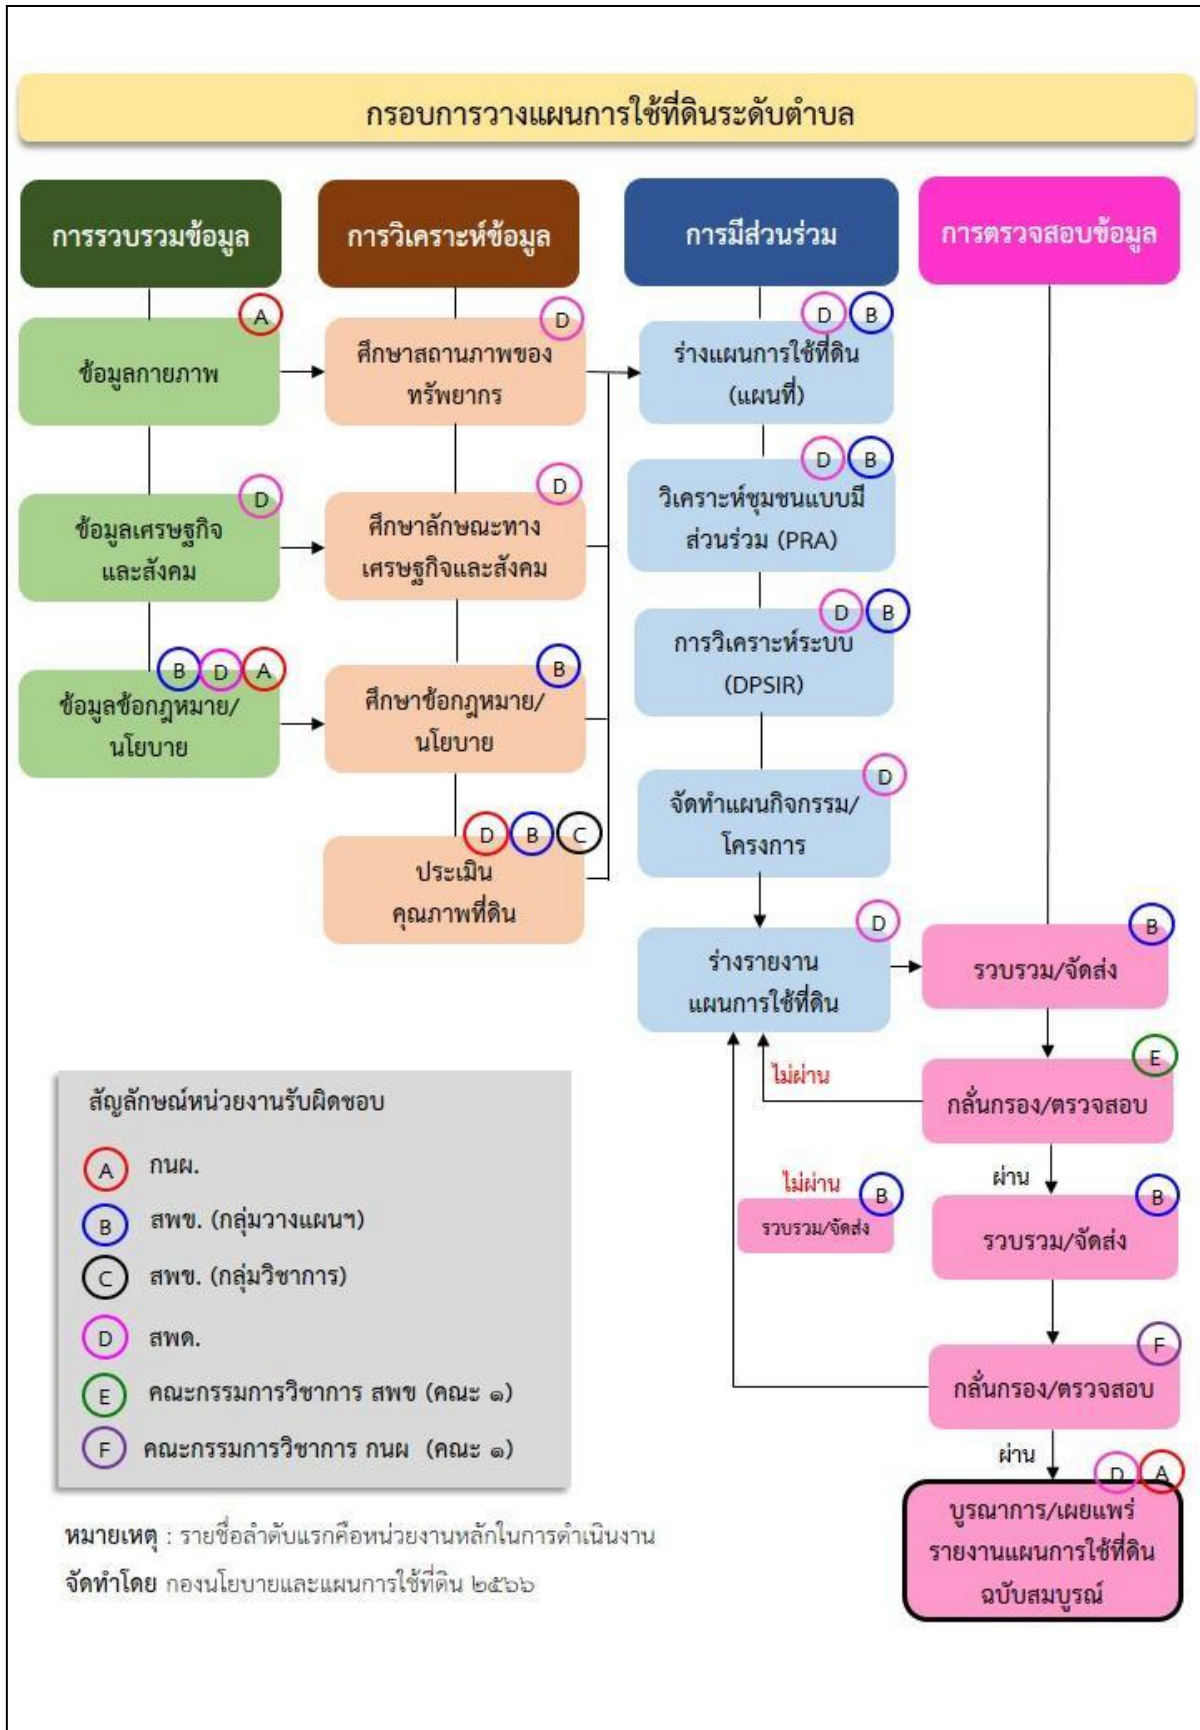 กรอบการวางแผนการใช้ที่ดินระดับตำบล
การรวบรวมข้อมูล
A
ข้อมูลกายภาพ
D
ข้อมูลเศรษฐกิจ
และสังคม
B D A
ข้อมูลข้อกฎหมาย/
นโยบาย
การวิเคราะห์ข้อมูล
D
ศึกษาสถานภาพของ
ทรัพยากร
D
ศึกษาลักษณะทาง
เศรษฐกิจและสังคม
B
ศึกษาข้อกฎหมาย/
นโยบาย
D B C
ประเมิน
คุณภาพที่ดิน
การมีส่วนร่วม
D B
ร่างแผนการใช้ที่ดิน
(แผนที่)
D B
วิเคราะห์ชุมชนแบบมี
ส่วนร่วม (PRA)
D B
การวิเคราะห์ระบบ
(DPSIR)
D
จัดทำแผนกิจกรรม/
โครงการ
D
ร่างรายงาน
แผนการใช้ที่ดิน
การตรวจสอบข้อมูล
B
รวบรวม/จัดส่ง
E
กลั่นกรอง/ตรวจสอบ
ไม่ผ่าน
ผ่าน
B
รวบรวม/จัดส่ง
ไม่ผ่าน
B
รวบรวม/จัดส่ง
F
กลั่นกรอง/ตรวจสอบ
ผ่าน
D A
บูรณาการ/เผยแพร่
รายงานแผนการใช้ที่ดิน
ฉบับสมบูรณ์
สัญลักษณ์หน่วยงานรับผิดชอบ
A กนผ.
B สพข. (กลุ่มวางแผนฯ)
C สพข. (กลุ่มวิชาการ)
D สพด.
E คณะกรรมการวิชาการ สพข (คณะ ๑)
F คณะกรรมการวิชาการ กนผ (คณะ ๑)
หมายเหตุ : รายชื่อลำดับแรกคือหน่วยงานหลักในการดำเนินงาน
จัดทำโดย กองนโยบายและแผนการใช้ที่ดิน ๒๕๖๖